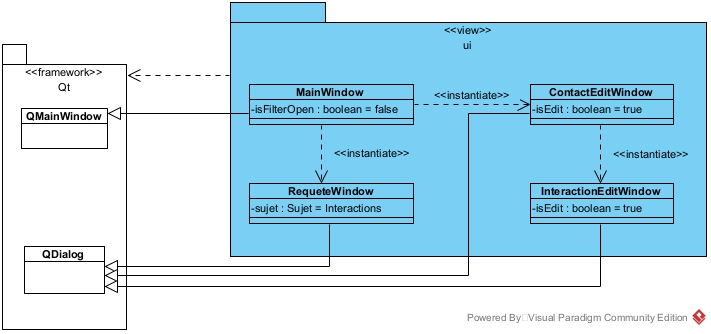 <<view>>
ui
<<framework>>
Qt
MainWindow
-isFilterOpen : boolean = false
<<instantiate>>
ContactEditWindow
-isEdit : boolean = true
QMainWindow
<<instantiate>>
<<instantiate>>
RequeteWindow
-sujet : Sujet = Interactions
InteractionEditWindow
-isEdit : boolean = true
QDialog
Powered By Visual Paradigm Community Edition